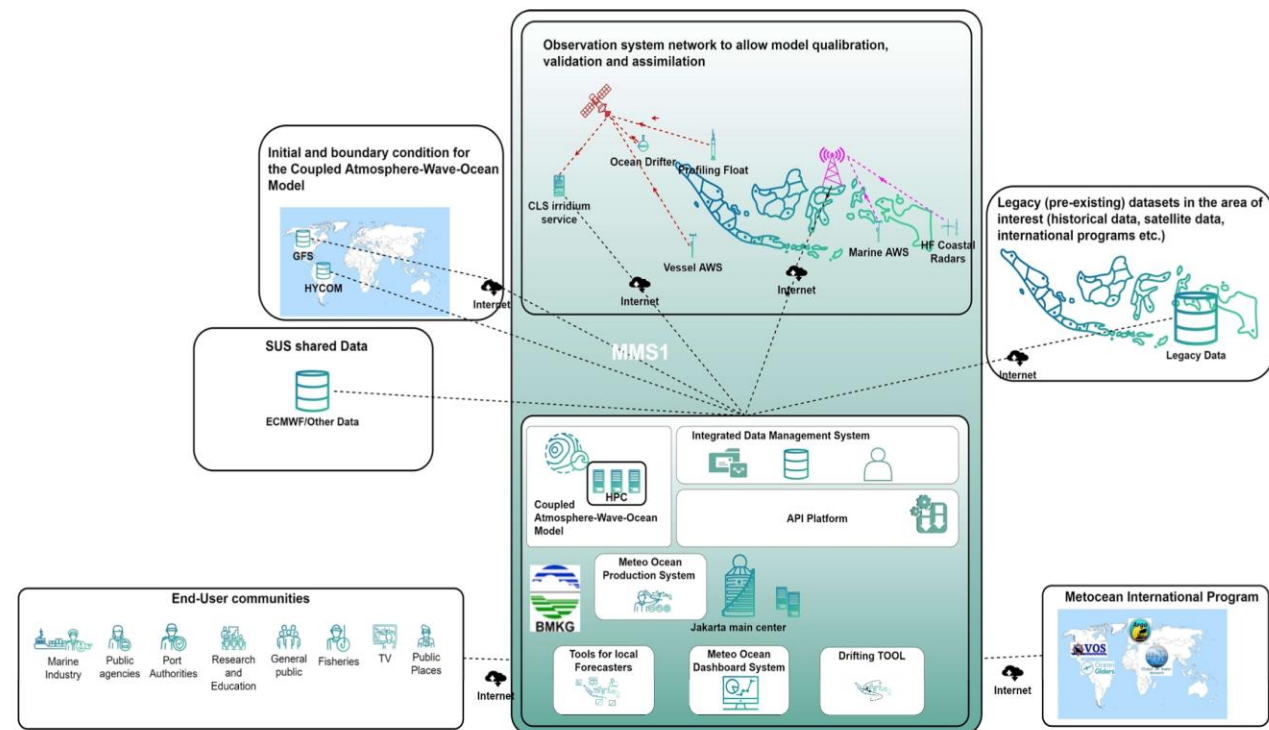 Observation system network to allow model qualibration,
validation and assimilation
Ocean Drifter
Profiling Float
CLS irridium
service
Vessel AWS
Marine AWS
HF Coastal
Radars
Internet
Internet
Initial and boundary condition for
the Coupled Atmosphere-Wave-Ocean
Model
GFS
HYCOM
Internet
Legacy (pre-existing) datasets in the area of
interest (historical data, satellite data,
international programs etc.)
Legacy Data
Internet
SUS shared Data
ECMWF/Other Data
MMS1
HPC
Coupled
Atmosphere-Wave-Ocean
Model
Integrated Data Management System
API Platform
BMKG
Meteo Ocean
Production System
Jakarta main center
Tools for local
Forecasters
Meteo Ocean
Dashboard System
Drifting TOOL
End-User communities
Marine
Industry
Public
agencies
Port
Authorities
Research
and
Education
General
public
Fisheries
TV
Public
Places
Internet
Internet
Metocean International Program
Argo
VOS
Ocean
Gliders